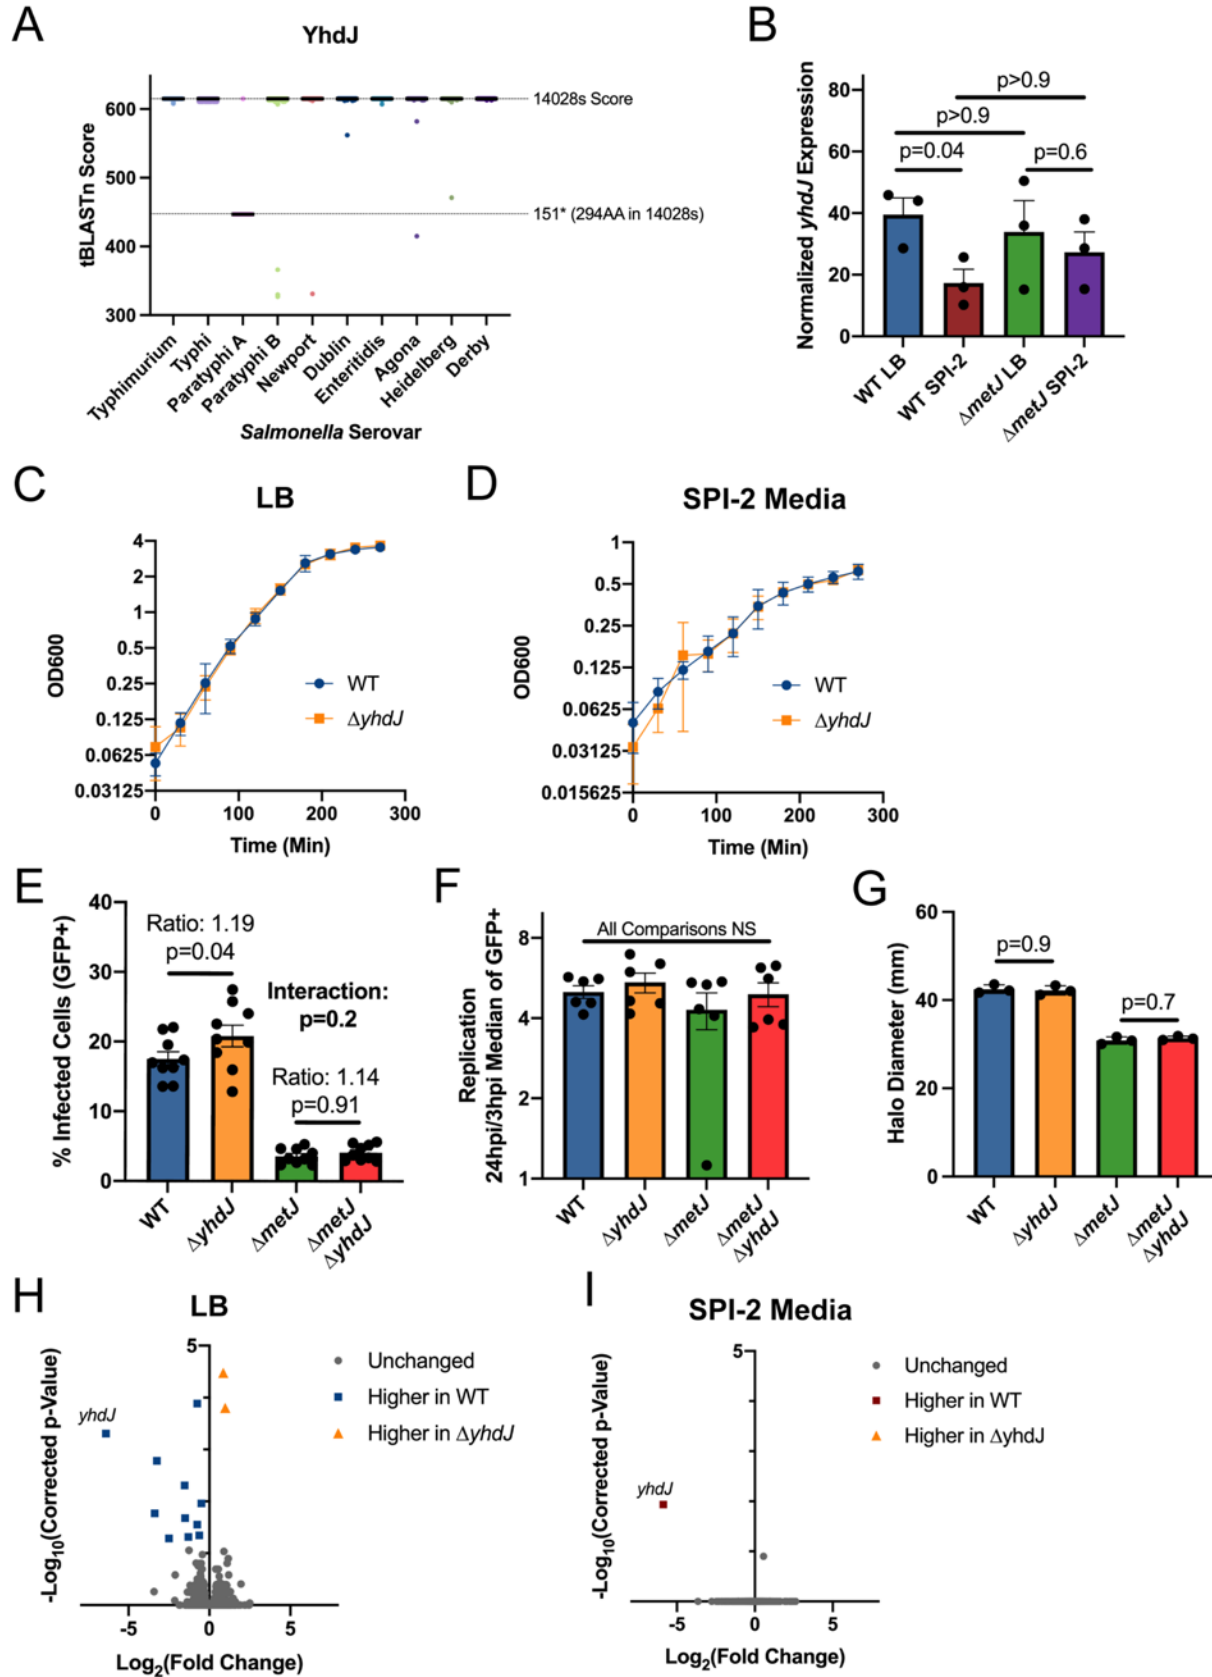 A
YhdJ
tBLASTn Score
600
500
400
300
14028s Score
151* (294AA in 14028s)
Typhimurium
Typhi
Paratyphi A
Paratyphi B
Newport
Dublin
Enteritidis
Agona
Heidelberg
Derby
Salmonella Serovar
B
Normalized yhdJ Expression
80
60
40
20
0
p>0.9
p>0.9
p=0.04
p=0.6
WT LB
WT SPI-2
ΔmetJ LB
ΔmetJ SPI-2
C
LB
OD600
4
2
1
0.5
0.25
0.125
0.0625
0.03125
WT
ΔyhdJ
0
100
200
300
Time (Min)
D
SPI-2 Media
OD600
1
0.5
0.25
0.125
0.0625
0.03125
0.015625
WT
ΔyhdJ
0
100
200
300
Time (Min)
E
% Infected Cells (GFP+)
40
30
20
10
0
Ratio: 1.19
p=0.04
Interaction:
p=0.2
Ratio: 1.14
p=0.91
WT
ΔyhdJ
ΔmetJ
ΔmetJ
ΔyhdJ
F
Replication
24hpi/3hpi Median of GFP+
8
4
2
1
All Comparisons NS
WT
ΔyhdJ
ΔmetJ
ΔmetJ
ΔyhdJ
G
Halo Diameter (mm)
60
40
20
0
p=0.9
p=0.7
WT
ΔyhdJ
ΔmetJ
ΔmetJ
ΔyhdJ
H
LB
-Log10(Corrected p-Value)
5
yhdJ
Unchanged
Higher in WT
Higher in ΔyhdJ
-5
0
5
Log2(Fold Change)
I
SPI-2 Media
-Log10(Corrected p-Value)
5
yhdJ
Unchanged
Higher in WT
Higher in ΔyhdJ
-5
0
5
Log2(Fold Change)